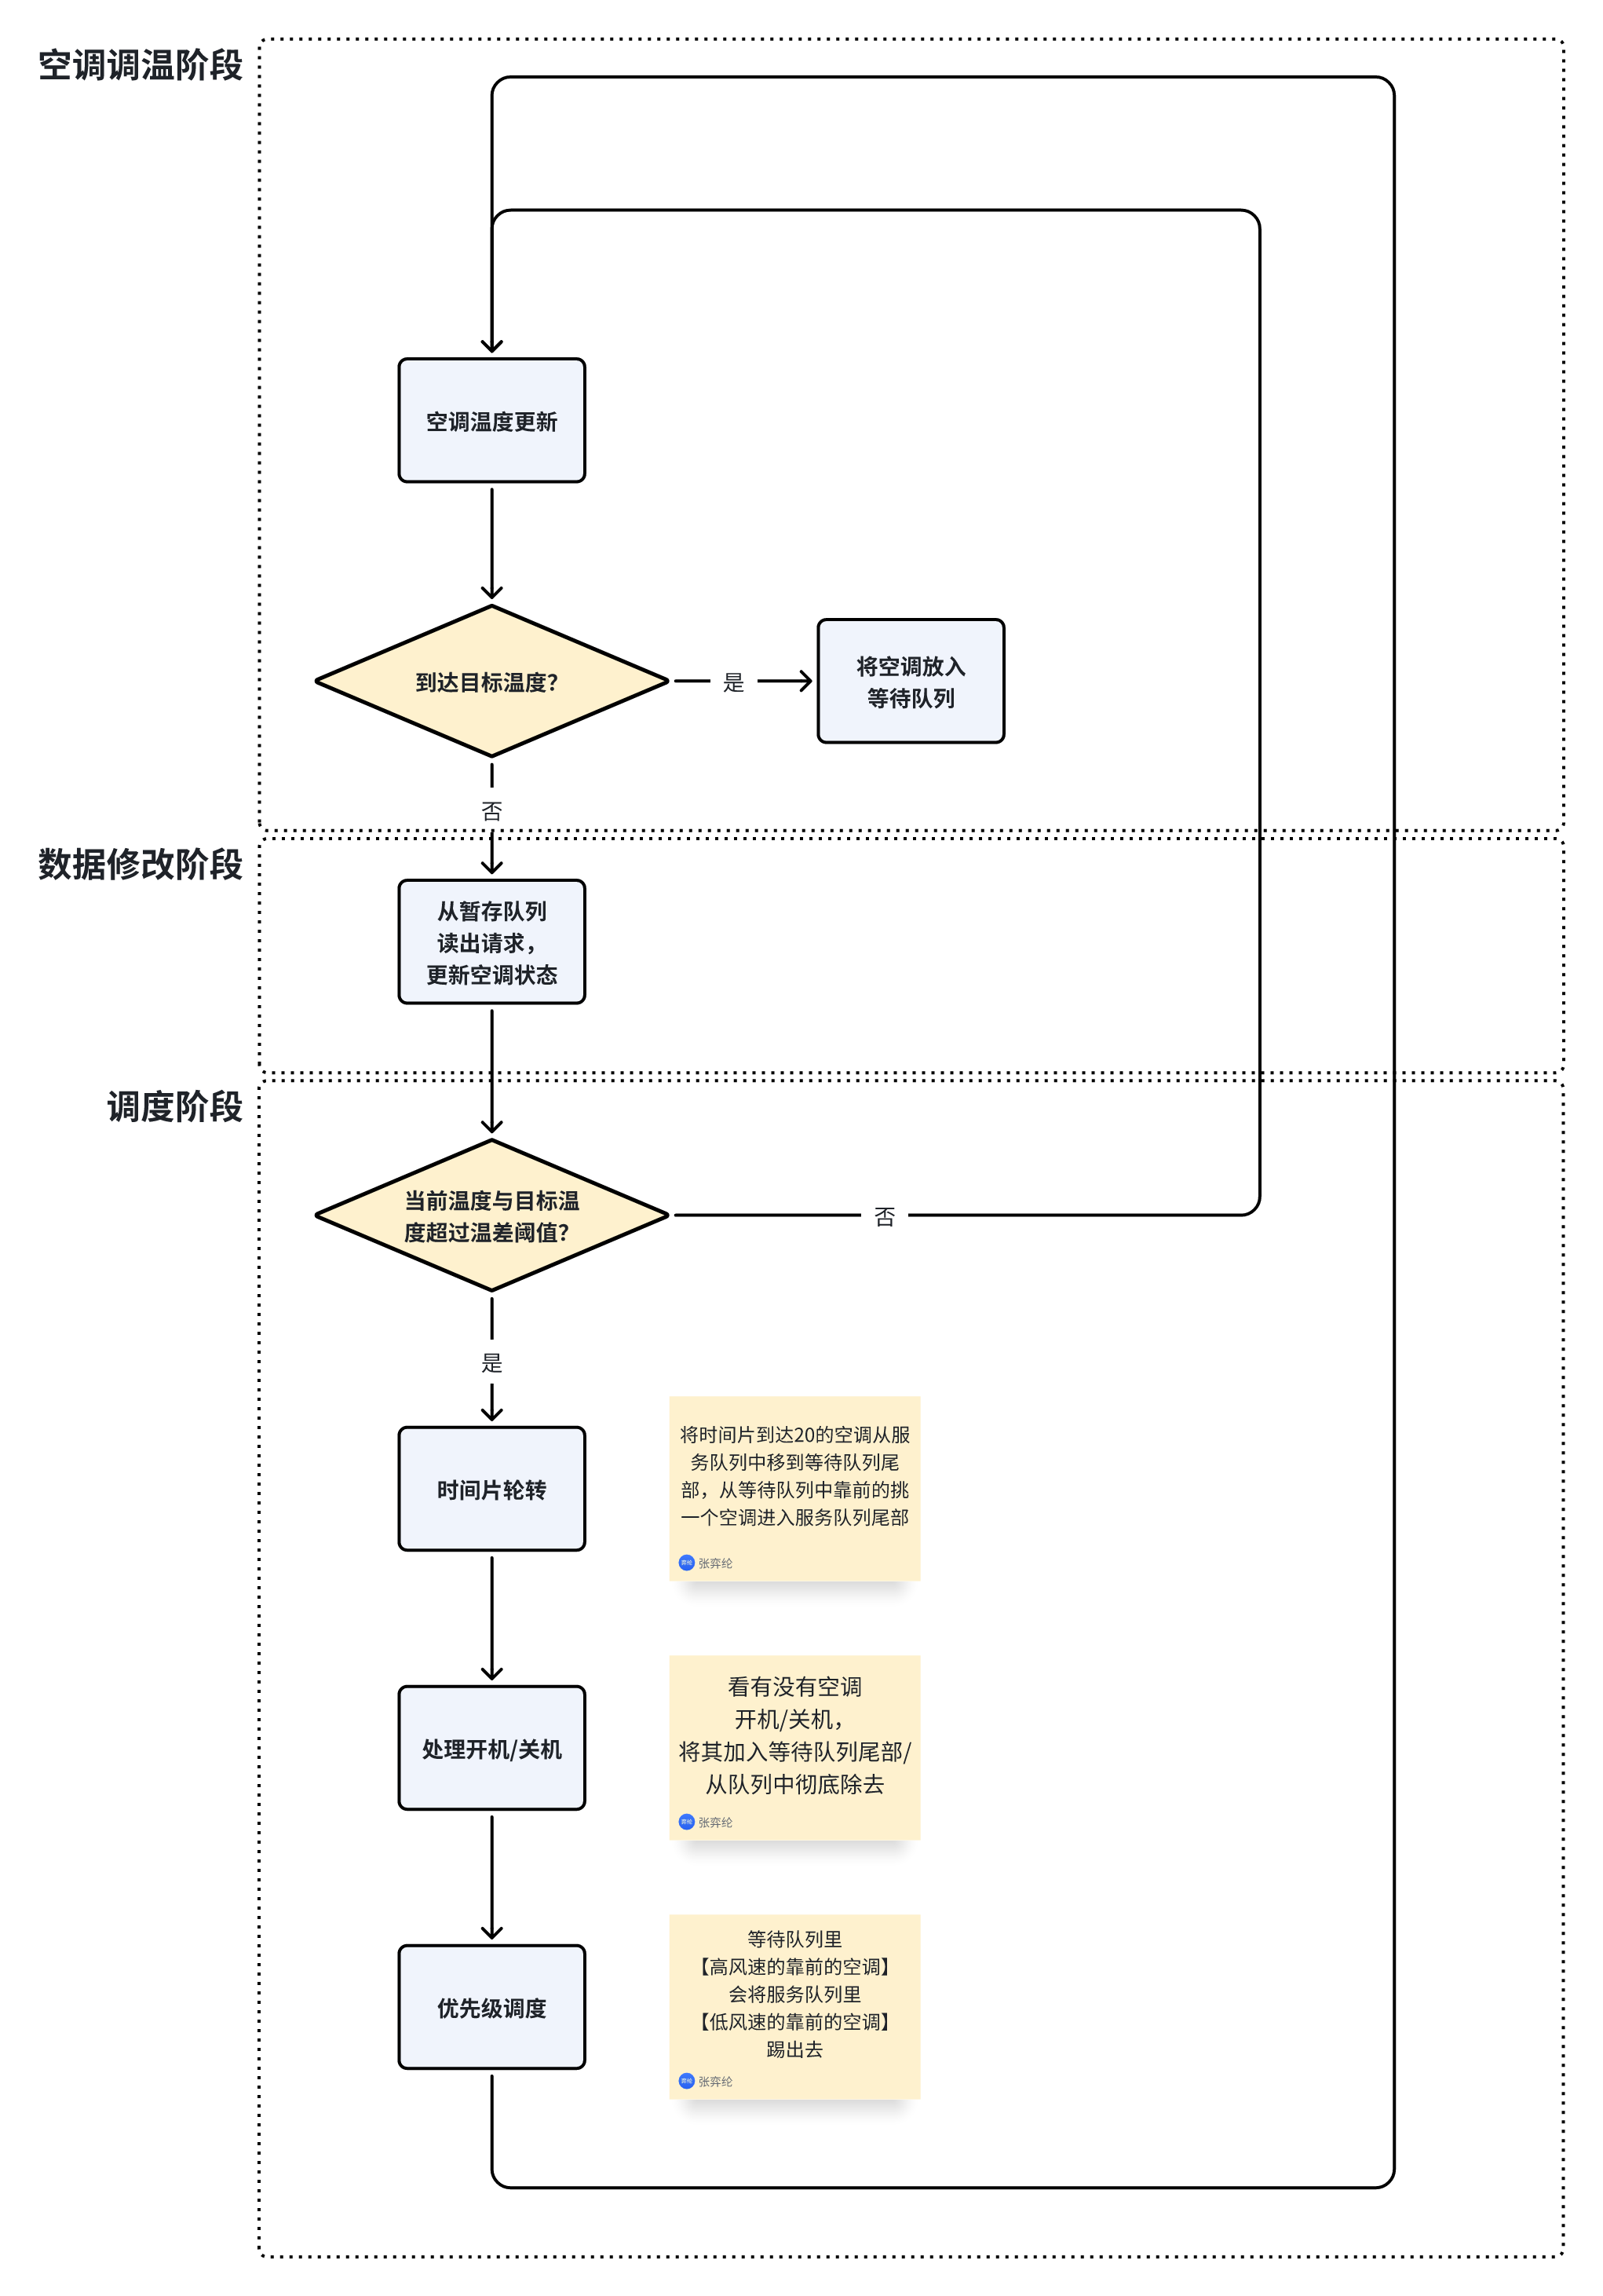 空调调温阶段
空调温度更新
到达目标温度？
是
将空调放入
等待队列
否
数据修改阶段
从暂存队列
读出请求，
更新空调状态
调度阶段
当前温度与目标温
度超过温差阈值？
否
是
时间片轮转
将时间片到达20的空调从服
务队列中移到等待队列尾
部，从等待队列中靠前的挑
一个空调进入服务队列尾部
弈纶 张弈纶
处理开机/关机
看有没有空调
开机/关机，
将其加入等待队列尾部/
从队列中彻底除去
弈纶 张弈纶
优先级调度
等待队列里
【高风速的靠前的空调】
会将服务队列里
【低风速的靠前的空调】
踢出去
弈纶 张弈纶